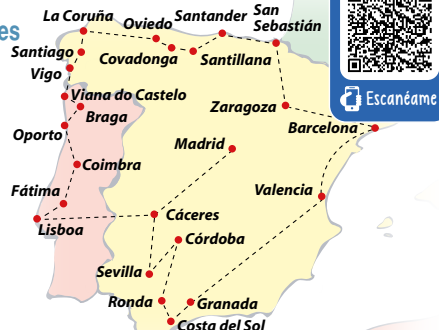 es
La Coruña
Oviedo
Santander
San
Sebastián
Santiago
Covadonga
Santillana
Vigo
Escanéame
Viana do Castelo
Zaragoza
Braga
Barcelona
Oporto
Madrid
Coimbra
Fátima
Valencia
Cáceres
Lisboa
Córdoba
Sevilla
Ronda
Granada
Costa del Sol